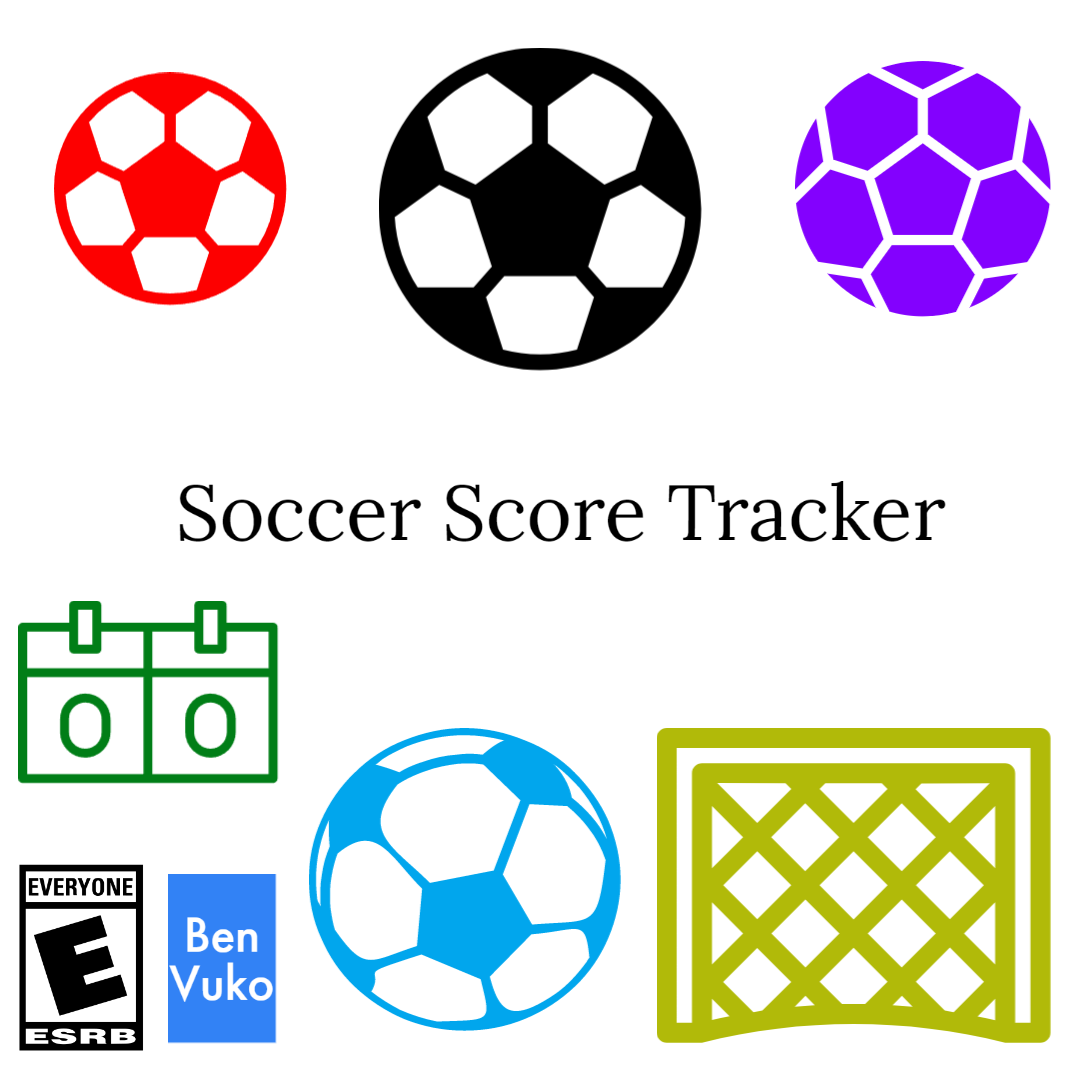 Soccer Score Tracker
0 0
EVERYONE
E
ESRB
Ben
Vuko